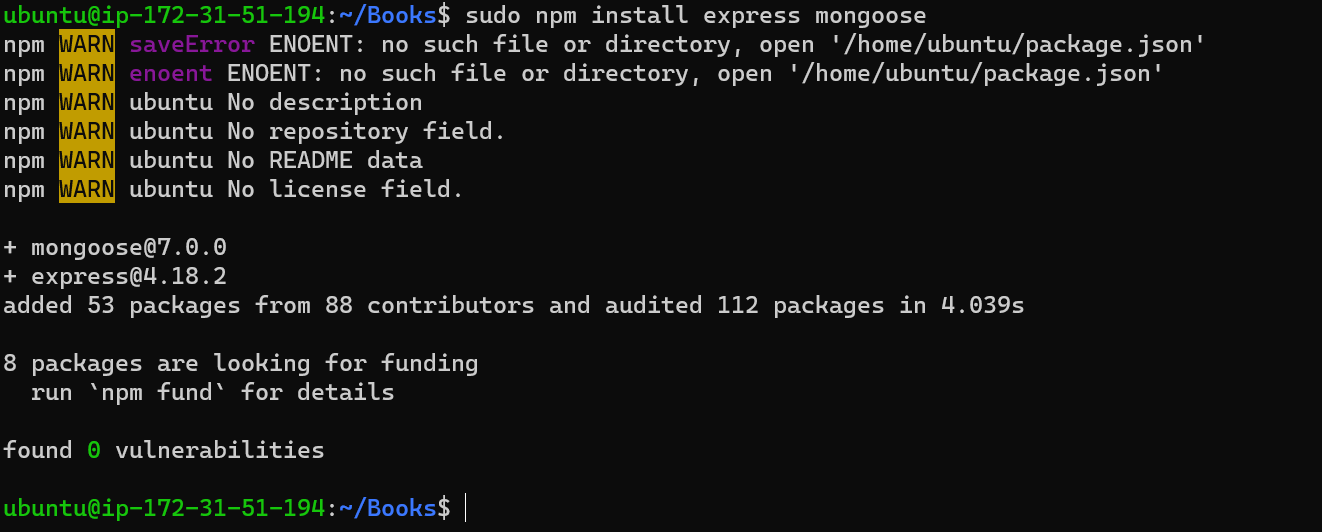 ubuntu@ip-172-31-51-194:~/Books$ sudo npm install express mongoose
npm WARN saveError ENOENT: no such file or directory, open '/home/ubuntu/package.json'
npm WARN enoent ENOENT: no such file or directory, open '/home/ubuntu/package.json'
npm WARN ubuntu No description
npm WARN ubuntu No repository field.
npm WARN ubuntu No README data
npm WARN ubuntu No license field.

+ mongoose@7.0.0
+ express@4.18.2
added 53 packages from 88 contributors and audited 112 packages in 4.039s

8 packages are looking for funding
  run `npm fund` for details

found 0 vulnerabilities

ubuntu@ip-172-31-51-194:~/Books$